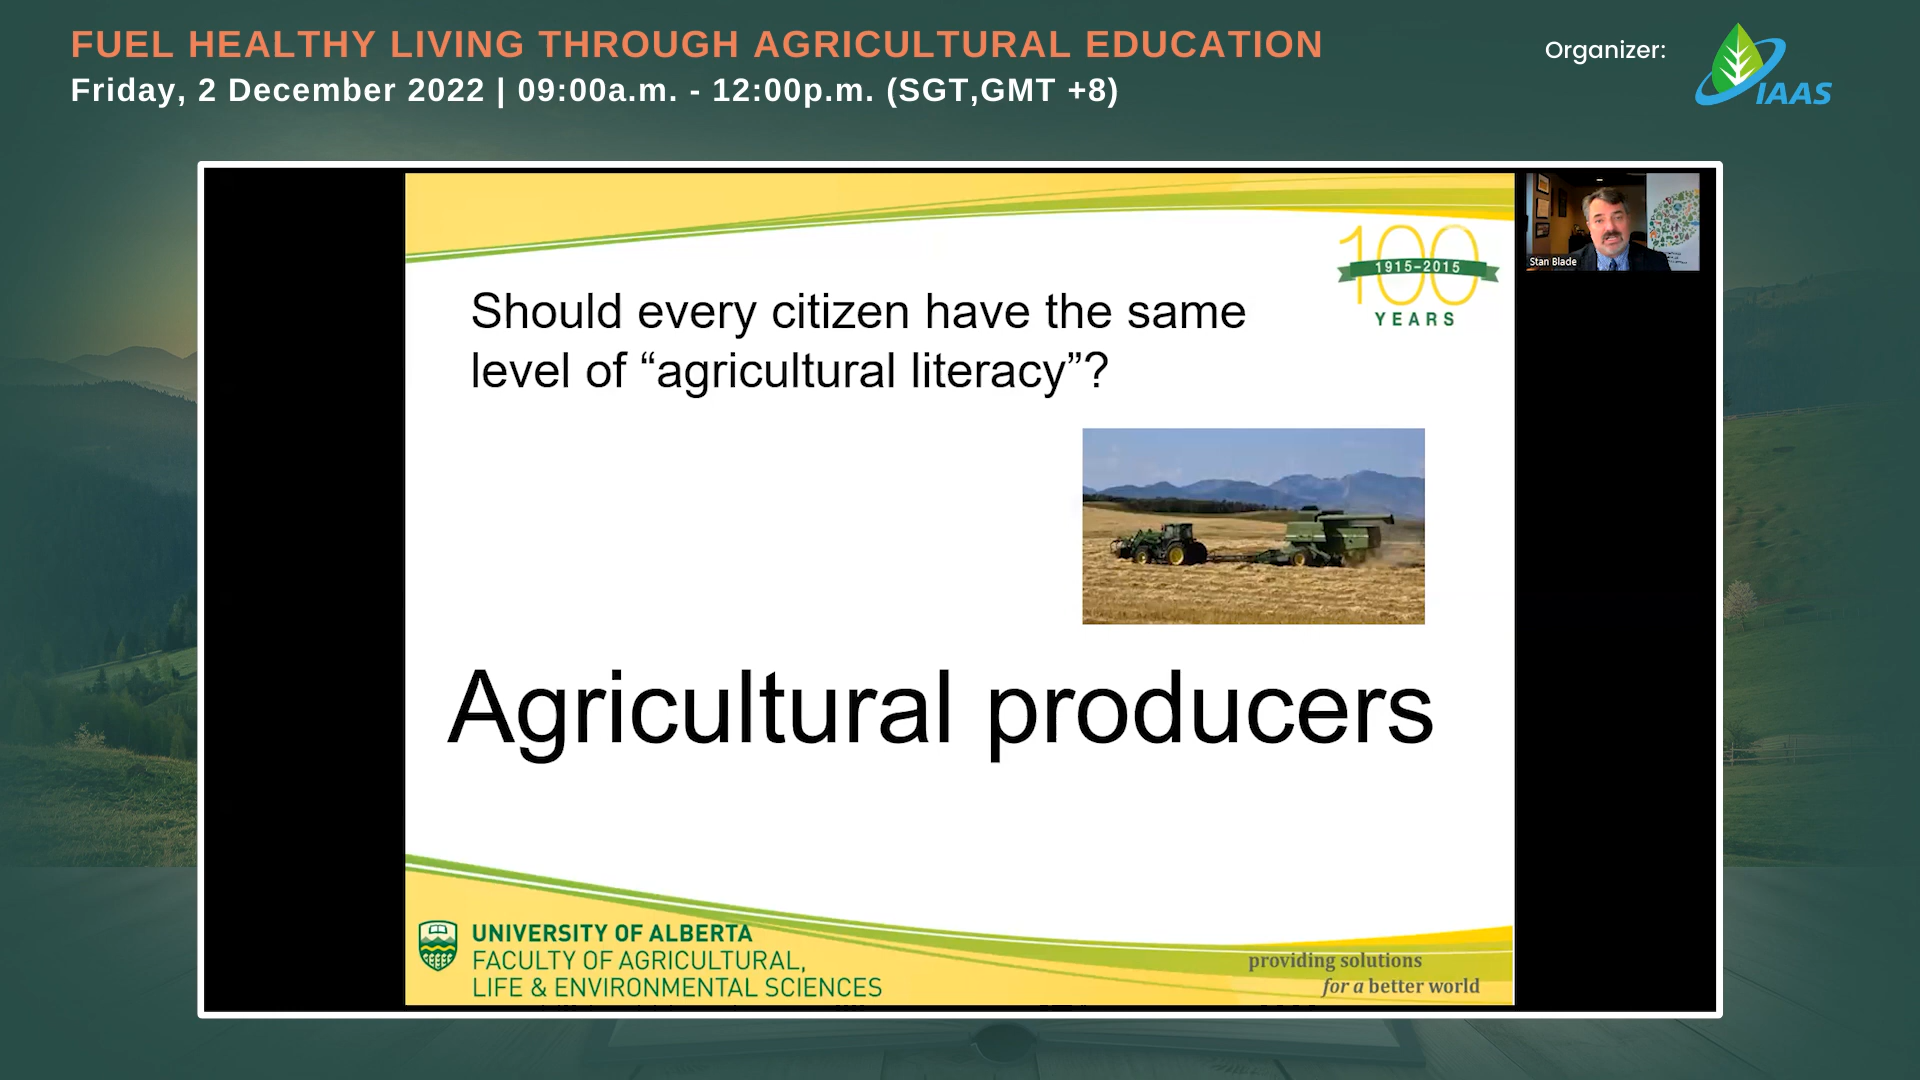 FUEL HEALTHY LIVING THROUGH AGRICULTURAL EDUCATION
Friday, 2 December 2022 | 09:00a.m. - 12:00p.m. (SGT,GMT +8)
Organizer:
IAAS
Stan Blade
100
1915-2015
YEARS
Should every citizen have the same
level of “agricultural literacy”?
Agricultural producers
UNIVERSITY OF ALBERTA
FACULTY OF AGRICULTURAL,
LIFE & ENVIRONMENTAL SCIENCES
providing solutions
for a better world